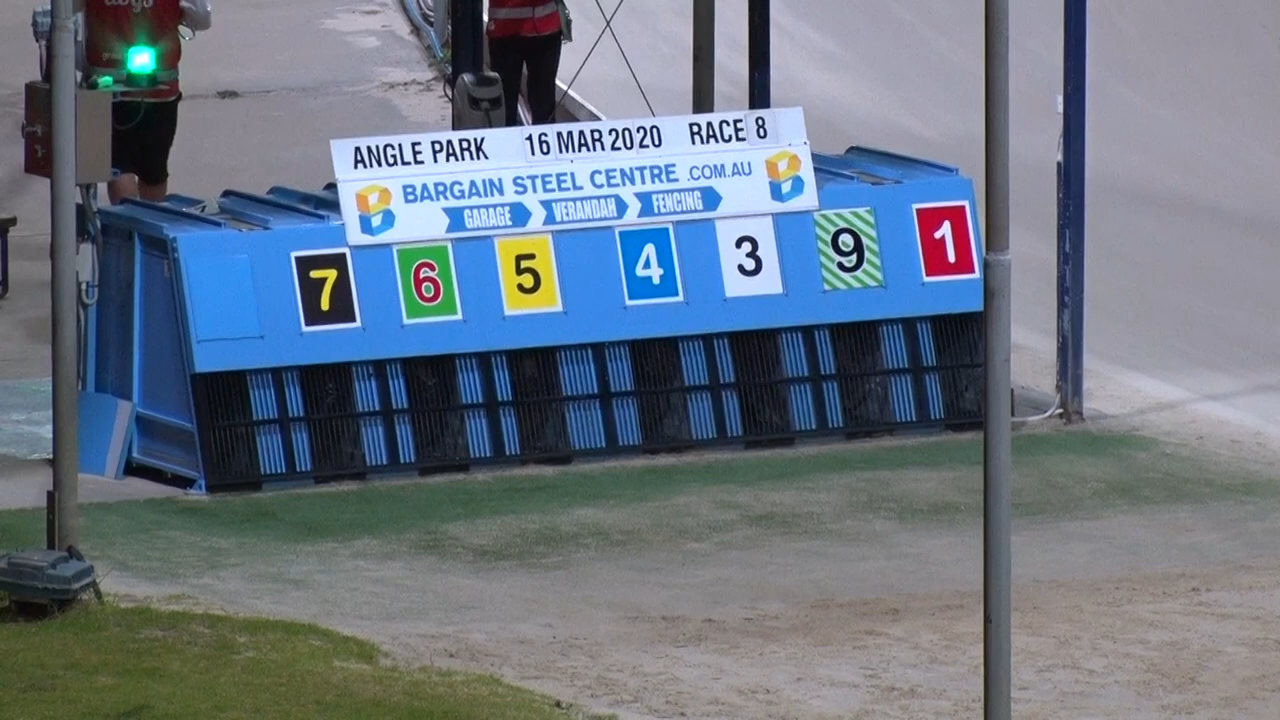 ANGLE PARK 16 MAR 2020 RACE 8
BARGAIN STEEL CENTRE .COM.AU
GARAGE VERANDAH FENCING
7 6 5 4 3 9 1